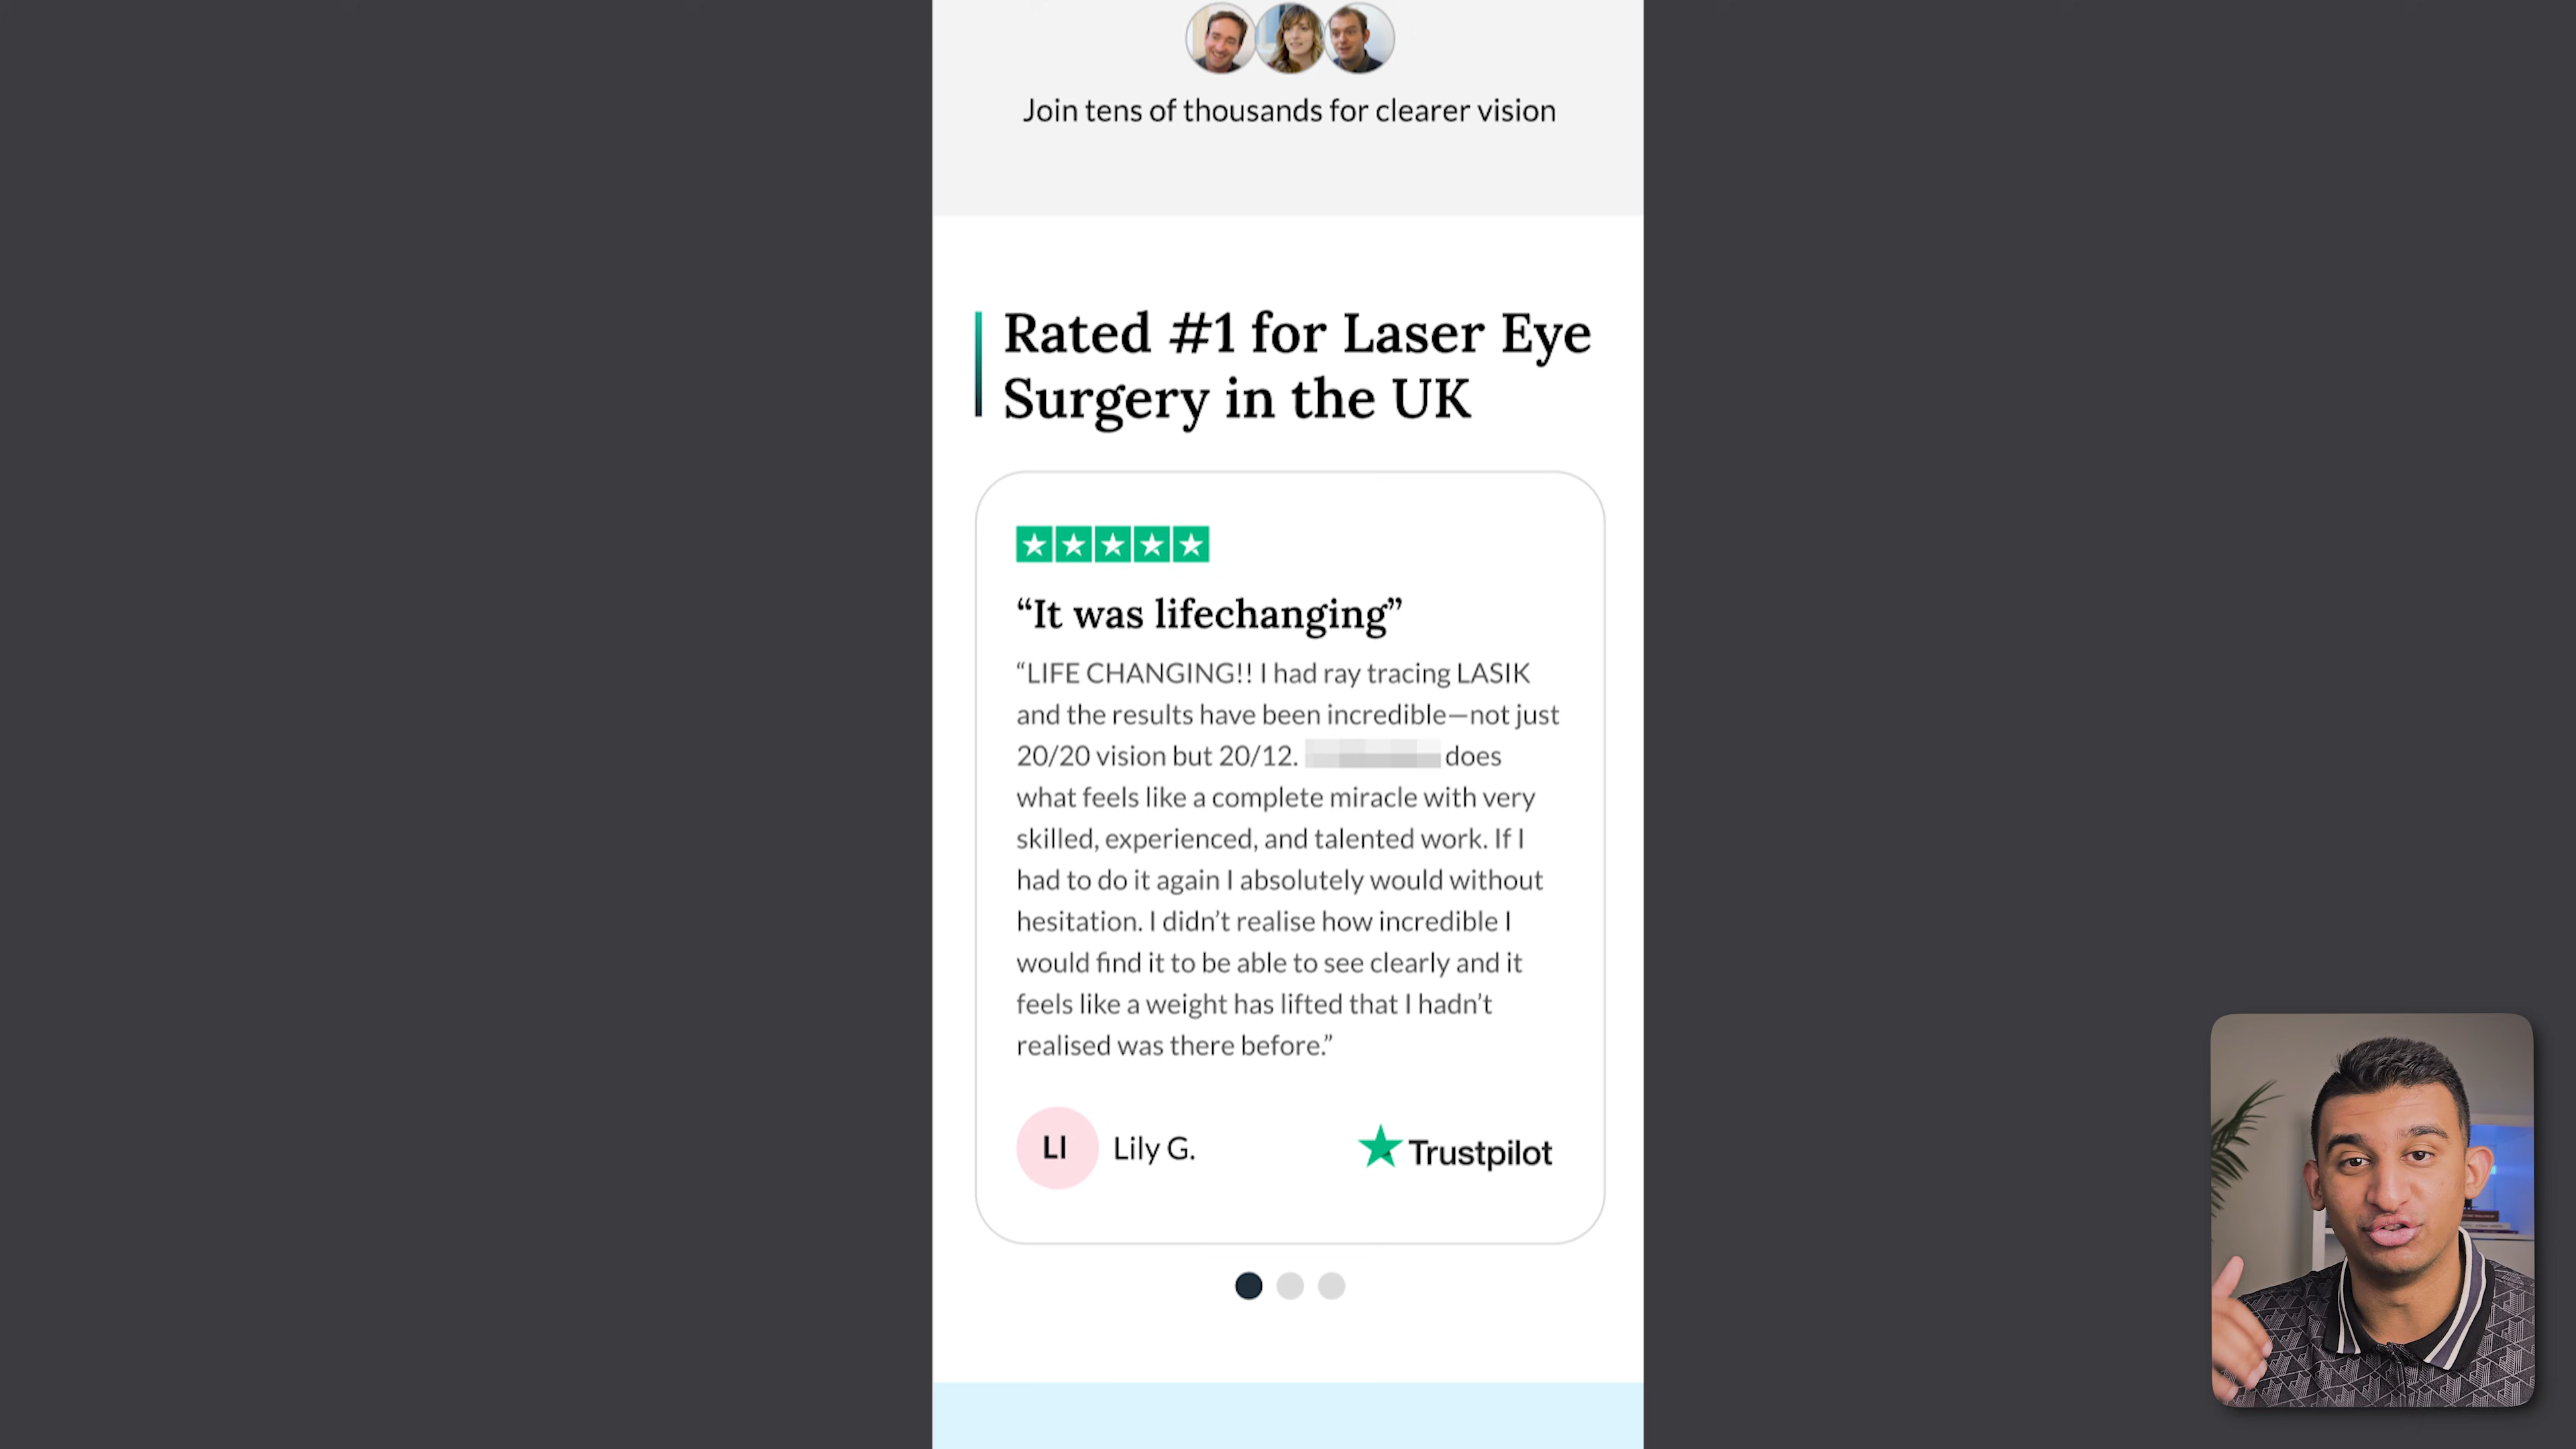 Join tens of thousands for clearer vision
Rated #1 for Laser Eye
Surgery in the UK
“It was lifechanging”
“LIFE CHANGING!! I had ray tracing LASIK
and the results have been incredible—not just
20/20 vision but 20/12. does
what feels like a complete miracle with very
skilled, experienced, and talented work. If I
had to do it again I absolutely would without
hesitation. I didn’t realise how incredible I
would find it to be able to see clearly and it
feels like a weight has lifted that I hadn’t
realised was there before.”
LI Lily G. Trustpilot